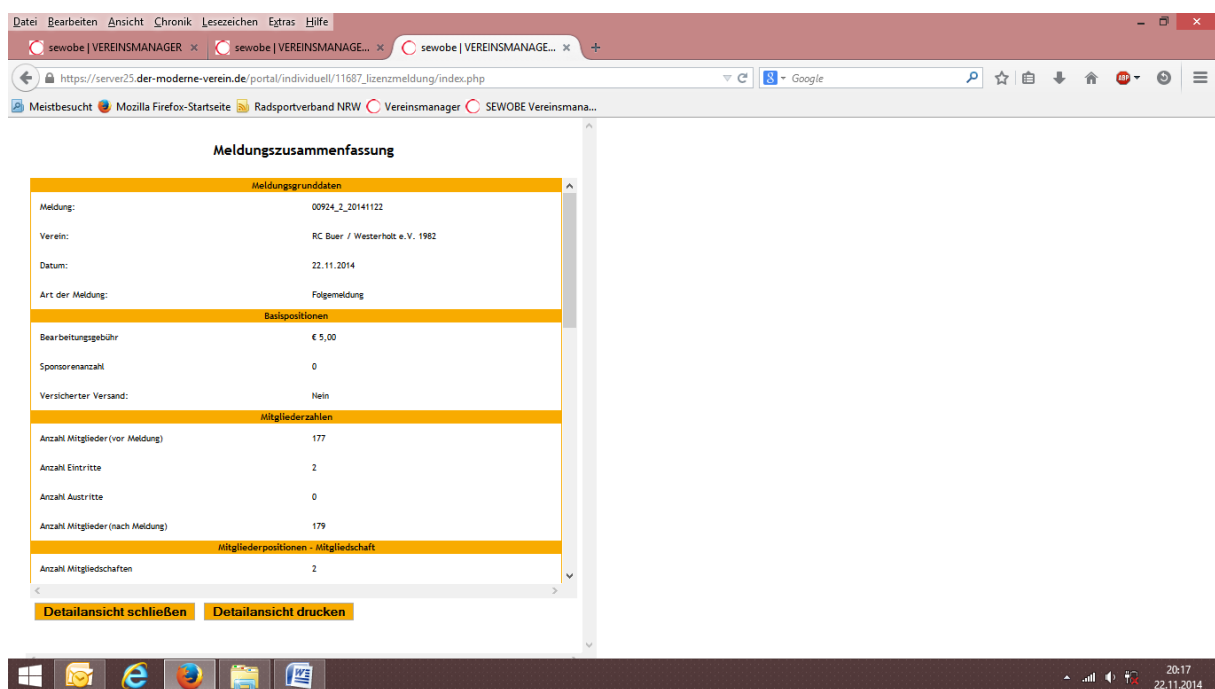 Datei Bearbeiten Ansicht Chronik Lesezeichen Extras Hilfe
sewobe | VEREINSMANAGER × sewobe | VEREINSMANAGE... × sewobe | VEREINSMANAGE... × +
https://server25.der-moderne-verein.de/portal/individuell/11687_lizenzmeldung/index.php Google
Meistbesucht Mozilla Firefox-Startseite Radsportverband NRW Vereinsmanager SEWOBE Vereinsmana...
Meldungszusammenfassung
Meldungsgrunddaten
Meldung: 00924_2_20141122
Verein: RC Buer / Westerholt e.V. 1982
Datum: 22.11.2014
Art der Meldung: Folgemeldung
Basispositionen
Bearbeitungsgebühr € 5,00
Sponsorenanzahl 0
Versicherter Versand: Nein
Mitgliederzahlen
Anzahl Mitglieder (vor Meldung) 177
Anzahl Eintritte 2
Anzahl Austritte 0
Anzahl Mitglieder (nach Meldung) 179
Mitgliederpositionen - Mitgliedschaft
Anzahl Mitgliedschaften 2
Detailansicht schließen Detailansicht drucken
20:17
22.11.2014